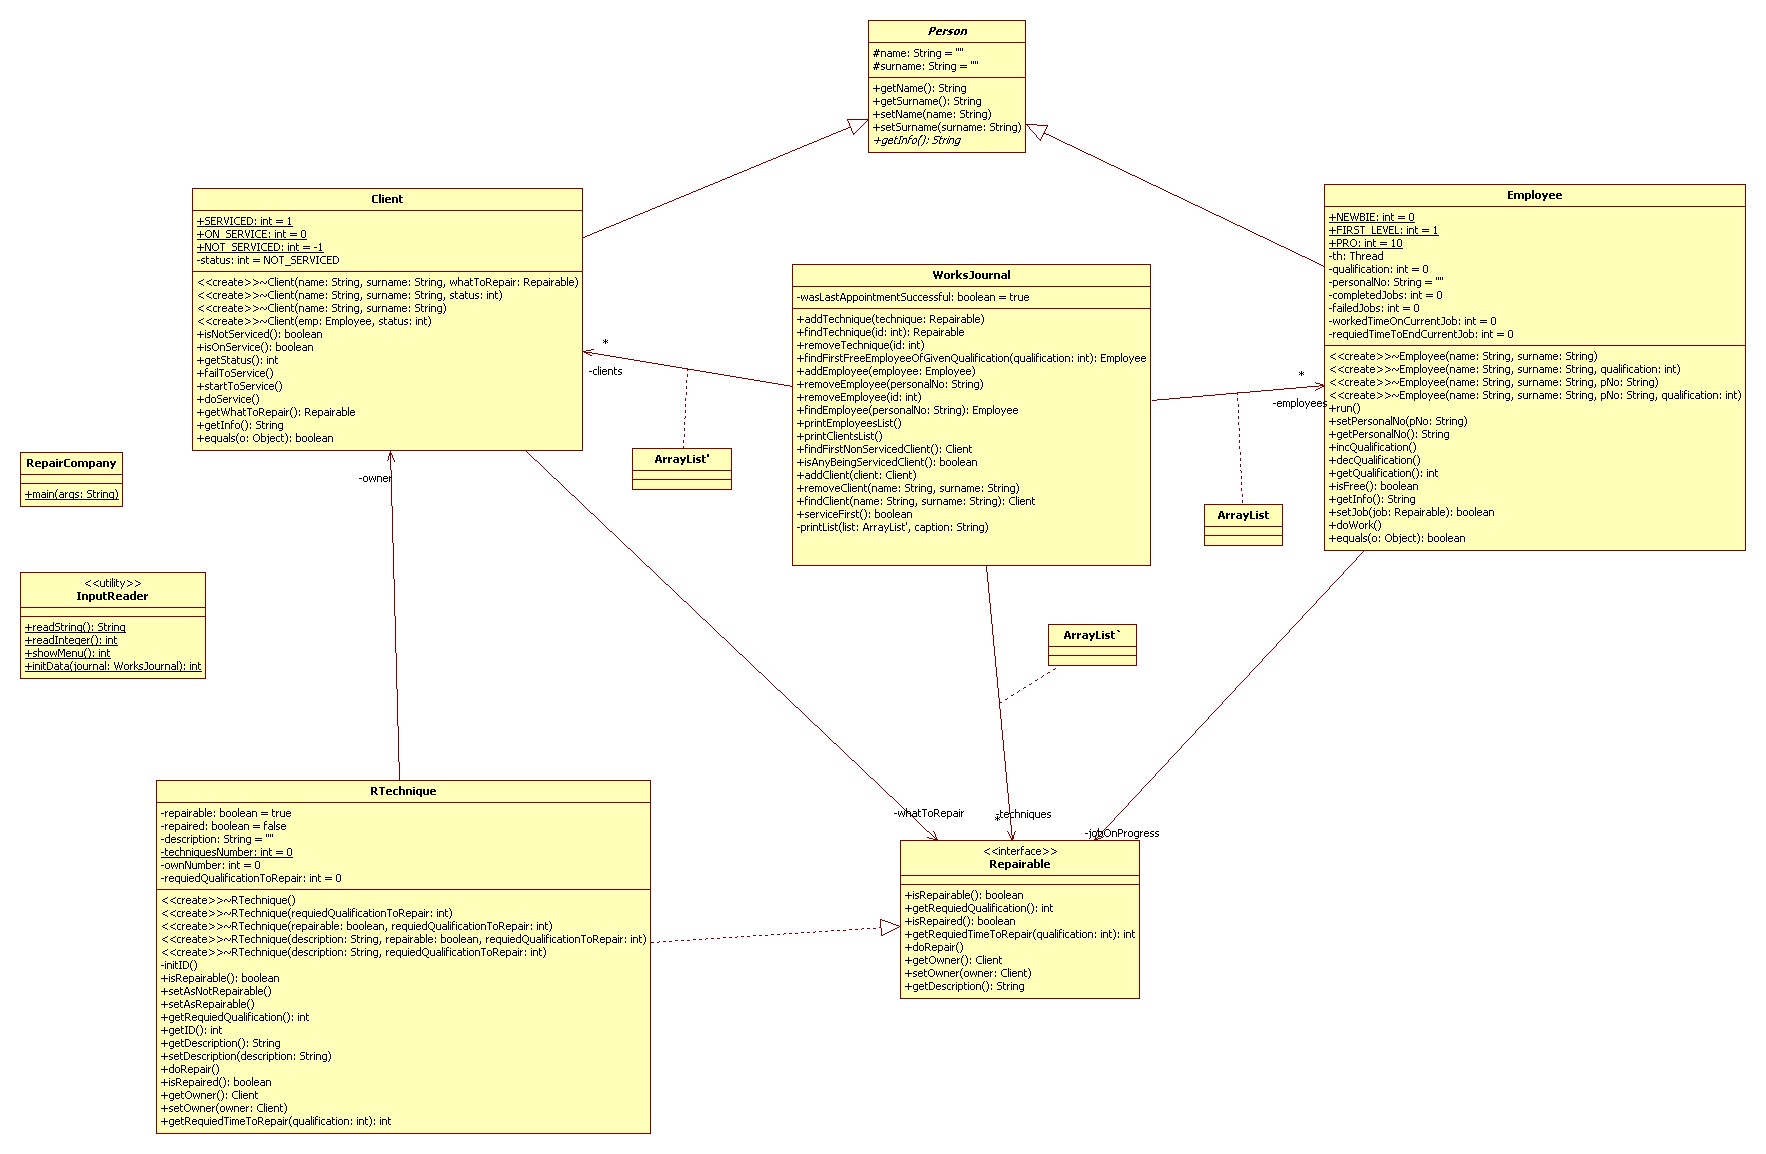 Person
#name: String = ""
#surname: String = ""
+getName(): String
+getSurname(): String
+setName(name: String)
+setSurname(surname: String)
+getInfo(): String
Client
+SERVICED: int = 1
+ON_SERVICE: int = 0
+NOT_SERVICED: int = -1
-status: int = NOT_SERVICED
<<create>>~Client(name: String, surname: String, whatToRepair: Repairable)
<<create>>~Client(name: String, surname: String, status: int)
<<create>>~Client(name: String, surname: String)
<<create>>~Client(emp: Employee, status: int)
+isNotServiced(): boolean
+isOnService(): boolean
+getStatus(): int
+failToService()
+startToService()
+doService()
+getWhatToRepair(): Repairable
+getInfo(): String
+equals(o: Object): boolean
*
-clients
ArrayList'
WorksJournal
-wasLastAppointmentSuccessful: boolean = true
+addTechnique(technique: Repairable)
+findTechnique(id: int): Repairable
+removeTechnique(id: int)
+findFirstFreeEmployeeOfGivenQualification(qualification: int): Employee
+addEmployee(employee: Employee)
+removeEmployee(personalNo: String)
+removeEmployee(id: int)
+findEmployee(personalNo: String): Employee
+printEmployeesList()
+printClientsList()
+findFirstNonServicedClient(): Client
+isAnyBeingServicedClient(): boolean
+addClient(client: Client)
+removeClient(name: String, surname: String)
+findClient(name: String, surname: String): Client
+serviceFirst(): boolean
-printList(list: ArrayList', caption: String)
*
-employees
ArrayList
Employee
+NEWBIE: int = 0
+FIRST_LEVEL: int = 1
+PRO: int = 10
-th: Thread
-qualification: int = 0
-personalNo: String = ""
-completedJobs: int = 0
-failedJobs: int = 0
-workedTimeOnCurrentJob: int = 0
-requiedTimeToEndCurrentJob: int = 0
<<create>>~Employee(name: String, surname: String)
<<create>>~Employee(name: String, surname: String, qualification: int)
<<create>>~Employee(name: String, surname: String, pNo: String)
<<create>>~Employee(name: String, surname: String, pNo: String, qualification: int)
+run()
+setPersonalNo(pNo: String)
+getPersonalNo(): String
+incQualification()
+decQualification()
+getQualification(): int
+isFree(): boolean
+getInfo(): String
+setJob(job: Repairable): boolean
+doWork()
+equals(o: Object): boolean
RepairCompany
+main(args: String)
-owner
<<utility>>
InputReader
+readString(): String
+readInteger(): int
+showMenu(): int
+initData(journal: WorksJournal): int
ArrayList`
RTechnique
-repairable: boolean = true
-repaired: boolean = false
-description: String = ""
-techniquesNumber: int = 0
-ownNumber: int = 0
-requiedQualificationToRepair: int = 0
<<create>>~RTechnique()
<<create>>~RTechnique(requiedQualificationToRepair: int)
<<create>>~RTechnique(repairable: boolean, requiedQualificationToRepair: int)
<<create>>~RTechnique(description: String, repairable: boolean, requiedQualificationToRepair: int)
<<create>>~RTechnique(description: String, requiedQualificationToRepair: int)
-initID()
+isRepairable(): boolean
+setAsNotRepairable()
+setAsRepairable()
+getRequiedQualification(): int
+getID(): int
+getDescription(): String
+setDescription(description: String)
+doRepair()
+isRepaired(): boolean
+getOwner(): Client
+setOwner(owner: Client)
+getRequiedTimeToRepair(qualification: int): int
-whatToRepair
-techniques
*
-jobOnProgress
<<interface>>
Repairable
+isRepairable(): boolean
+getRequiedQualification(): int
+isRepaired(): boolean
+getRequiedTimeToRepair(qualification: int): int
+doRepair()
+getOwner(): Client
+setOwner(owner: Client)
+getDescription(): String